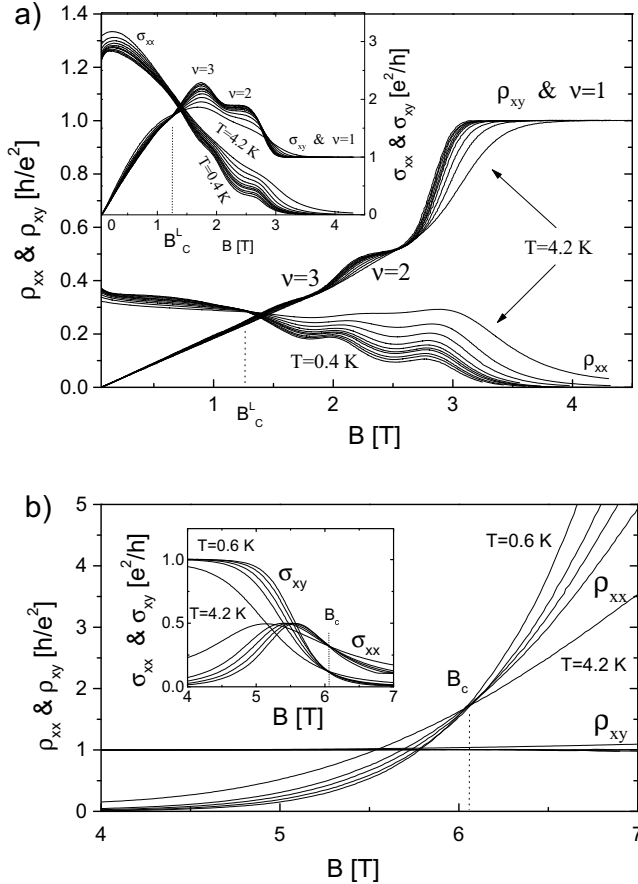 a)
σxx
ν=3
ν=2
T=4.2 K
T=0.4 K
σxy & ν=1
3
2
1
0
σxx & σxy [e²/h]
0 1 2 3 4
B^L_C
B [T]
ρxy & ν=1
T=4.2 K
ν=3
ν=2
T=0.4 K
ρxx
1.4
1.2
1.0
0.8
0.6
0.4
0.2
0.0
ρxx & ρxy [h/e²]
1 2 3 4
B^L_C
B [T]
b)
5
4
3
2
1
0
ρxx & ρxy [h/e²]
σxx & σxy [e²/h]
1.0
0.5
0.0
T=0.6 K
σxy
T=4.2 K
Bc
σxx
4 5 6 7
B [T]
T=0.6 K
ρxx
T=4.2 K
Bc
ρxy
4 5 6 7
B [T]